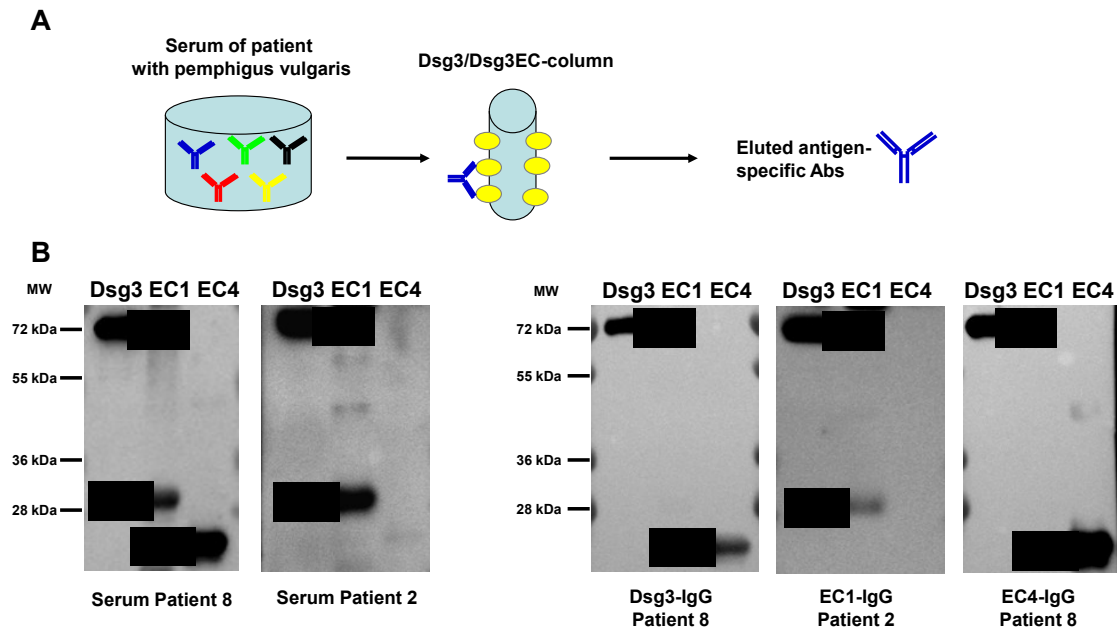 A
Serum of patient
with pemphigus vulgaris
Dsg3/Dsg3EC-column
Eluted antigen-
specific Abs
B
MW
Dsg3 EC1 EC4
Dsg3 EC1 EC4
72 kDa
55 kDa
36 kDa
28 kDa
Serum Patient 8
Serum Patient 2
MW
Dsg3 EC1 EC4
Dsg3 EC1 EC4
Dsg3 EC1 EC4
72 kDa
55 kDa
36 kDa
28 kDa
Dsg3-IgG
Patient 8
EC1-IgG
Patient 2
EC4-IgG
Patient 8